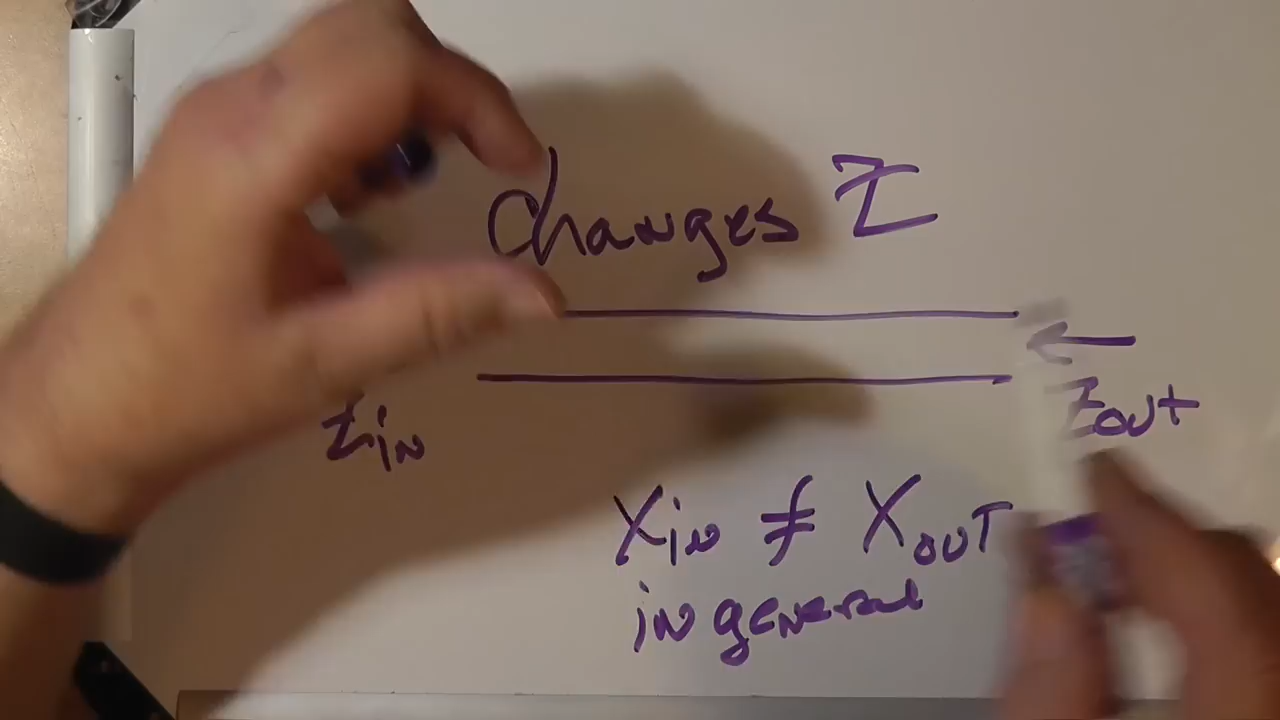 Changes Z
Zin Zout
Xin ≠ Xout
in general